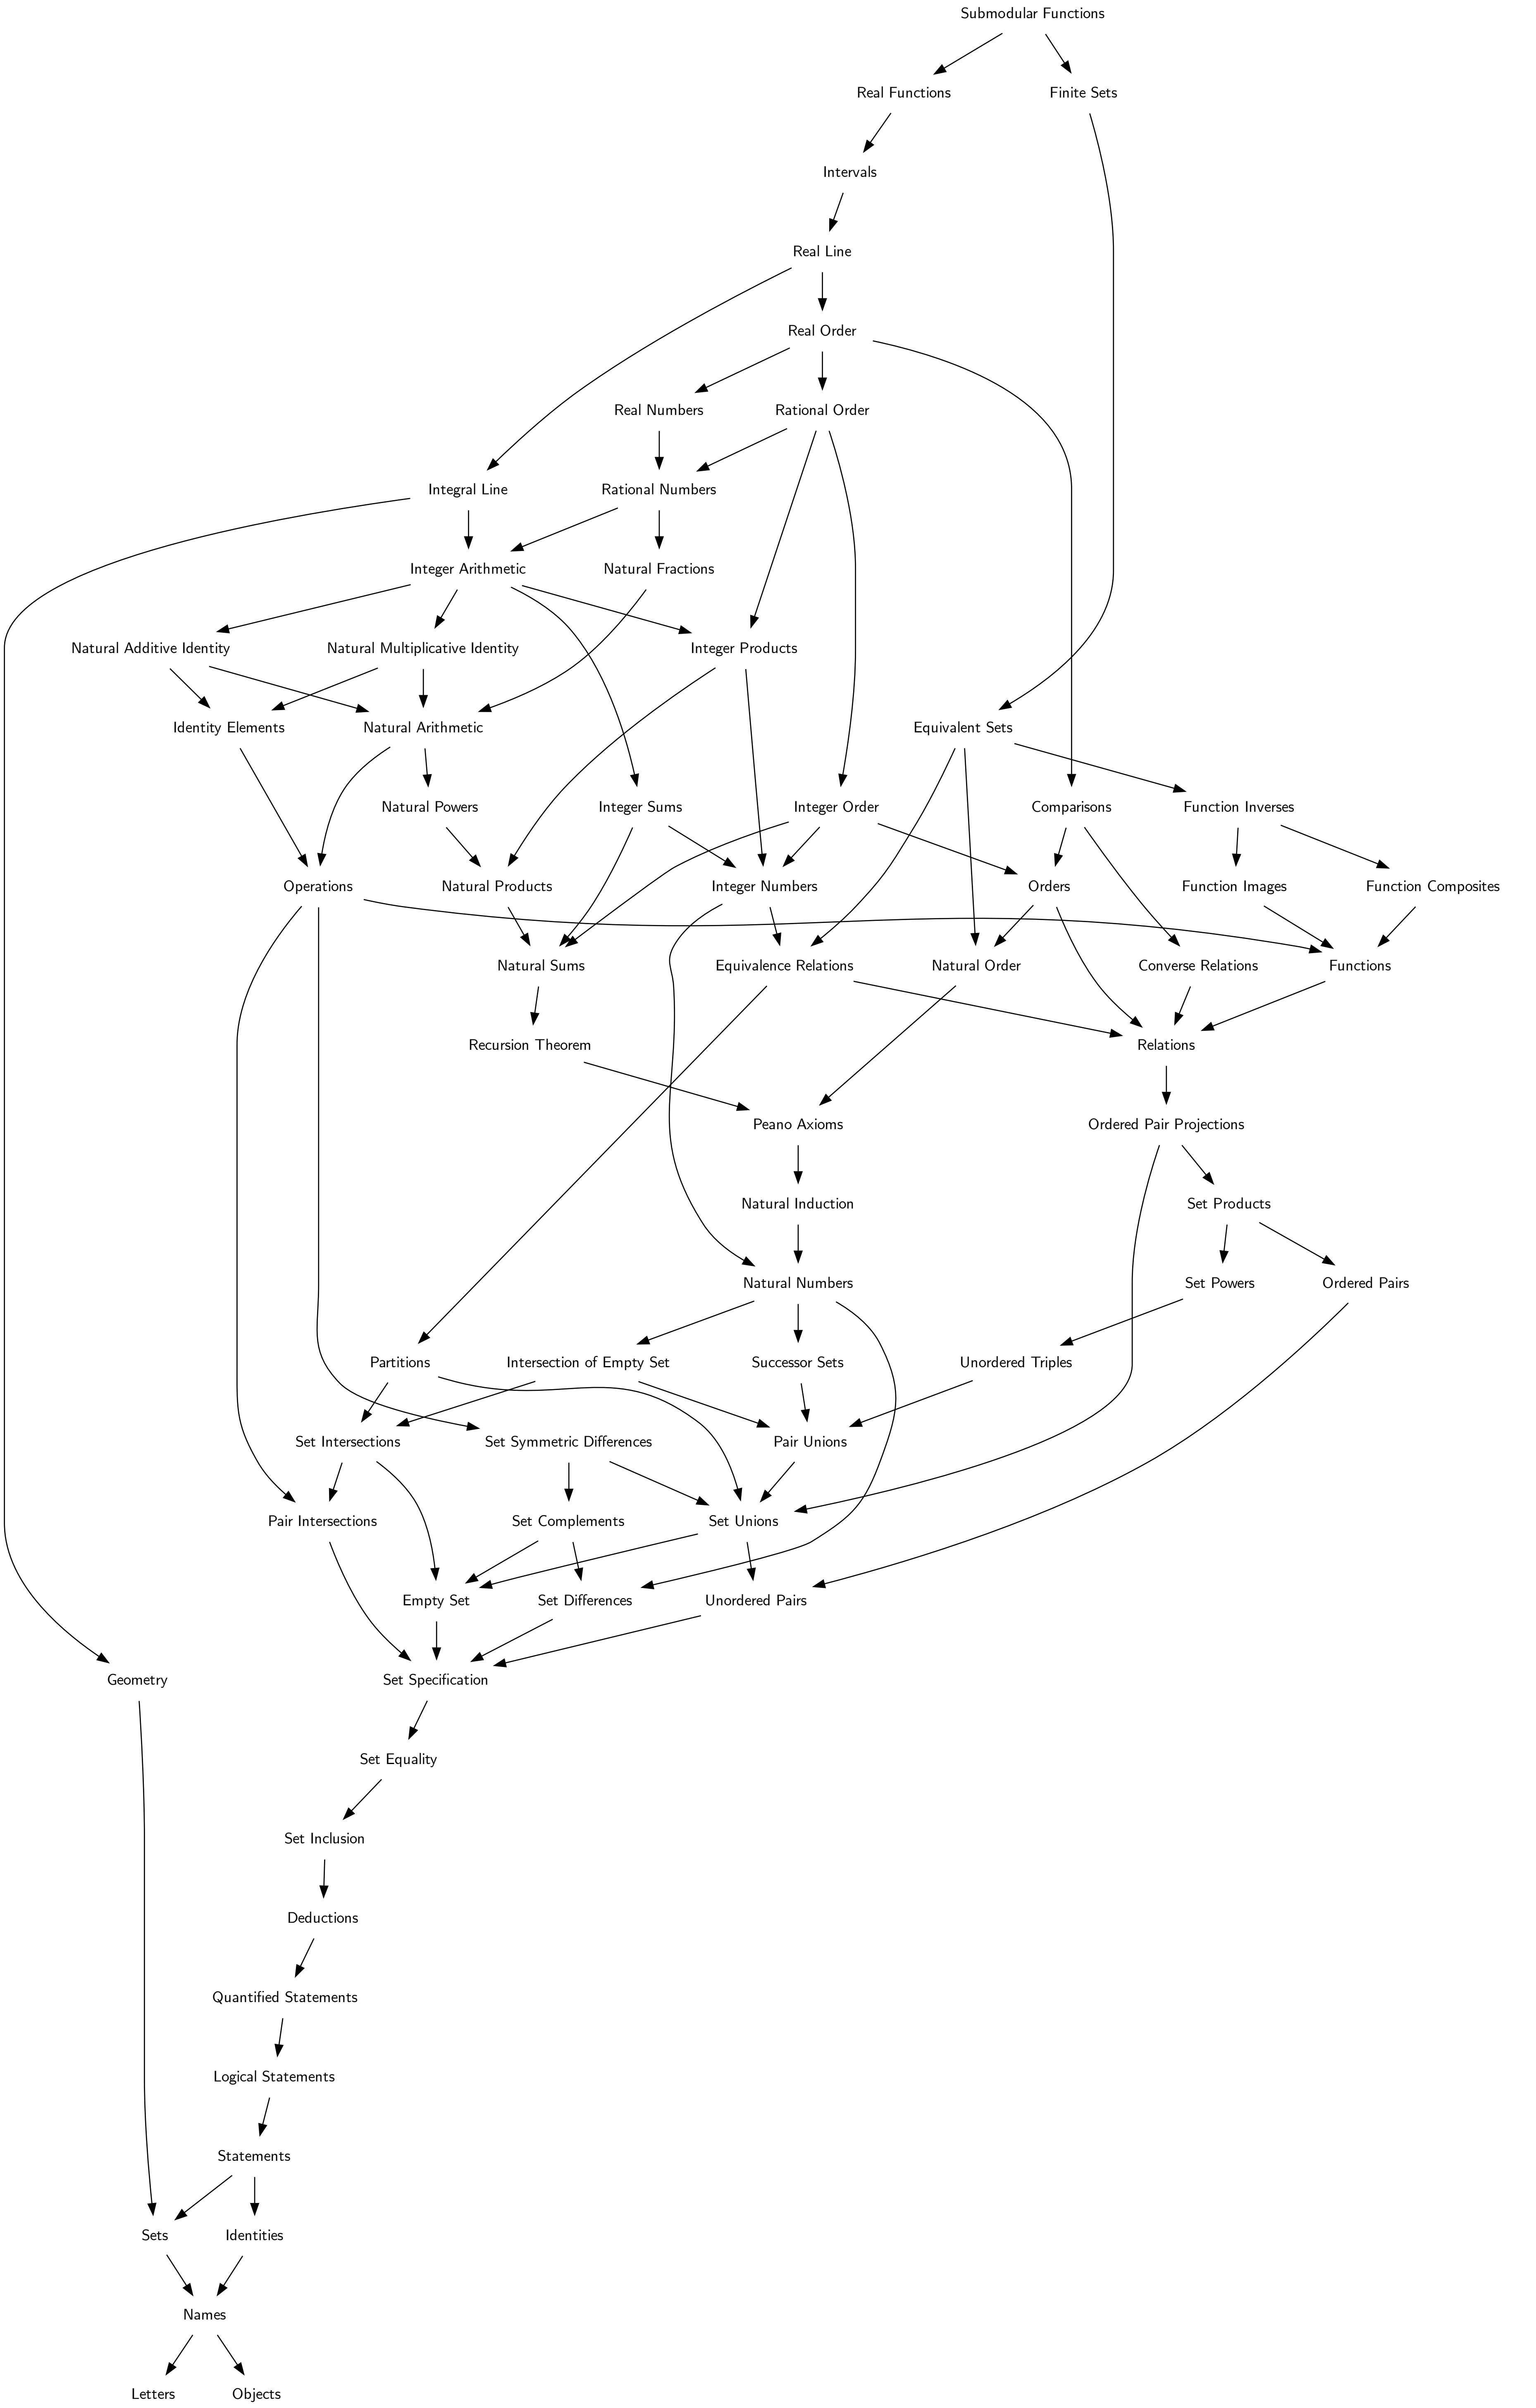 Submodular Functions
Real Functions
Finite Sets
Intervals
Real Line
Real Order
Real Numbers
Rational Order
Integral Line
Rational Numbers
Integer Arithmetic
Natural Fractions
Natural Additive Identity
Natural Multiplicative Identity
Integer Products
Identity Elements
Natural Arithmetic
Equivalent Sets
Natural Powers
Integer Sums
Integer Order
Comparisons
Function Inverses
Operations
Natural Products
Integer Numbers
Orders
Function Images
Function Composites
Natural Sums
Equivalence Relations
Natural Order
Converse Relations
Functions
Recursion Theorem
Relations
Peano Axioms
Ordered Pair Projections
Natural Induction
Set Products
Natural Numbers
Set Powers
Ordered Pairs
Partitions
Intersection of Empty Set
Successor Sets
Unordered Triples
Set Intersections
Set Symmetric Differences
Pair Unions
Pair Intersections
Set Complements
Set Unions
Empty Set
Set Differences
Unordered Pairs
Geometry
Set Specification
Set Equality
Set Inclusion
Deductions
Quantified Statements
Logical Statements
Statements
Sets
Identities
Names
Letters
Objects